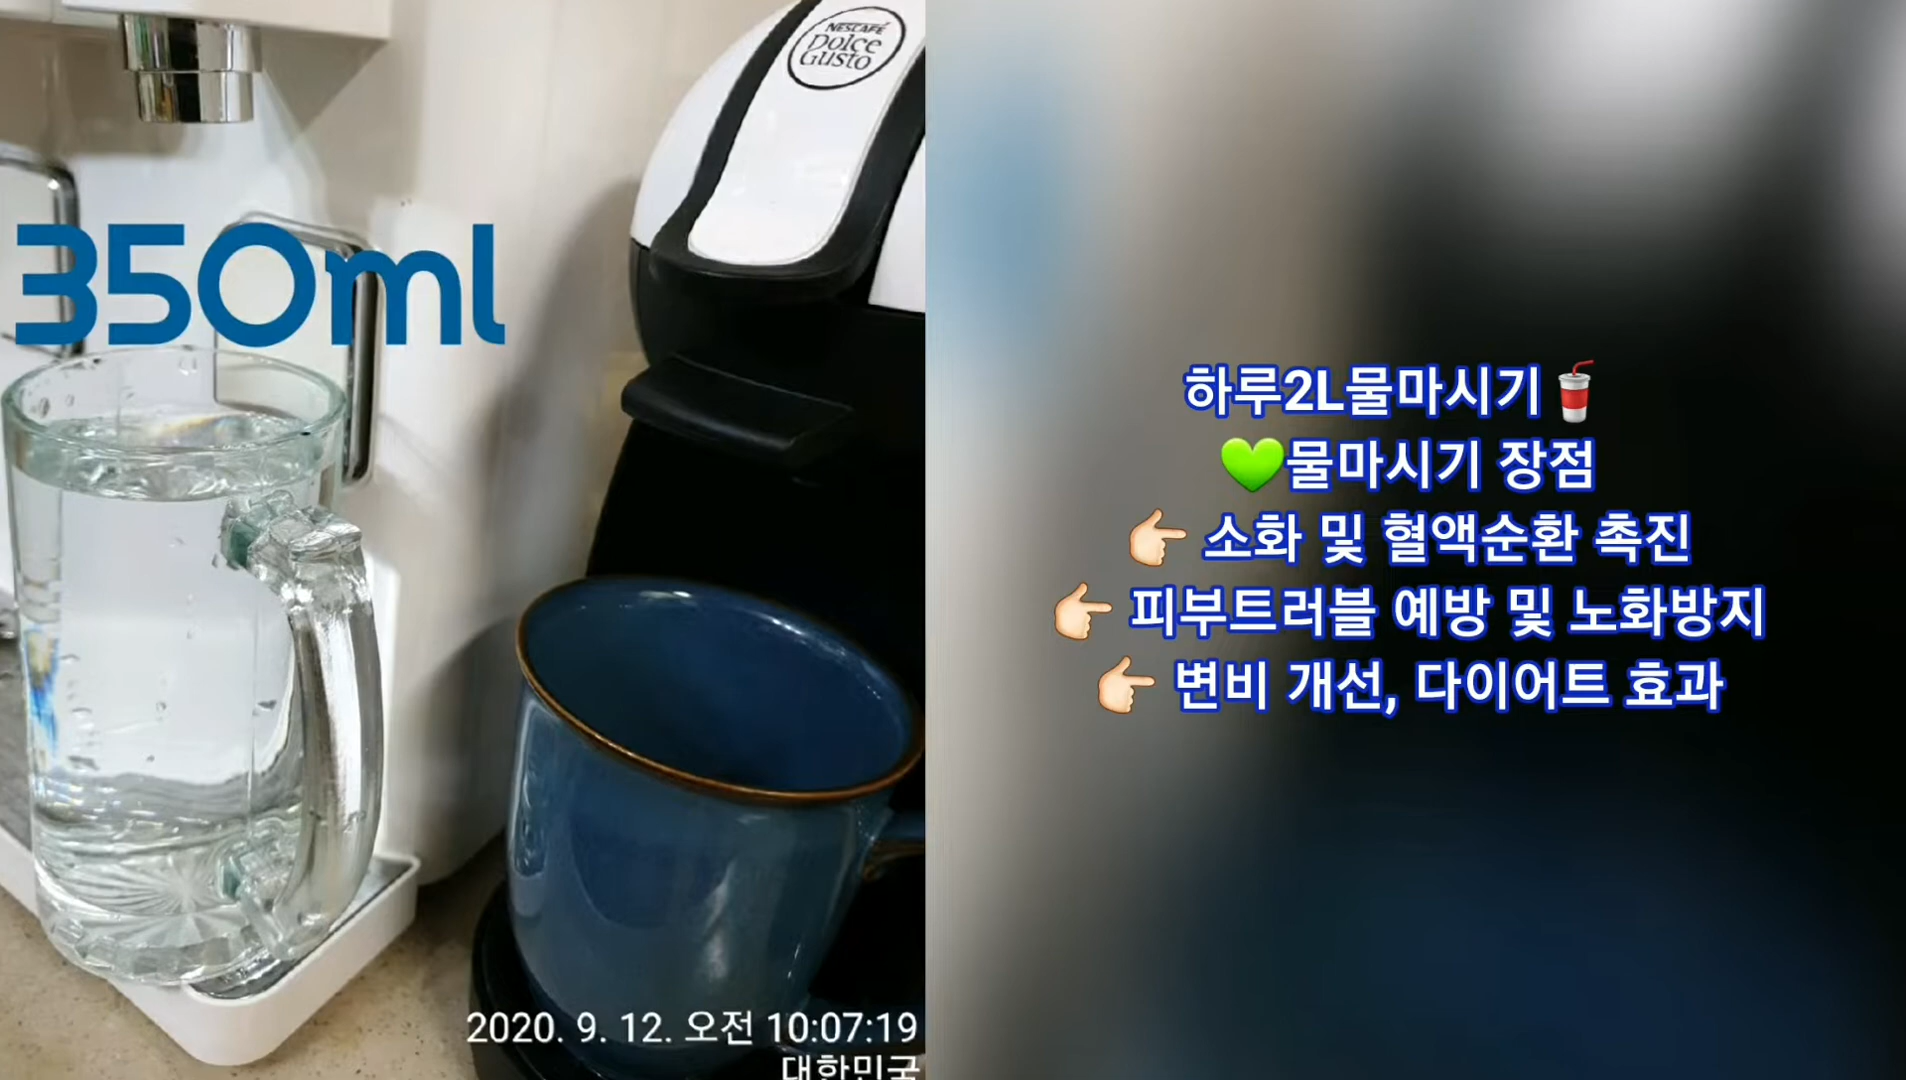 NESCAFÉ
Dolce
Gusto
350ml
2020. 9. 12. 오전 10:07:19
대한민국
하루2L물마시기🥤
💚물마시기 장점
👉🏻 소화 및 혈액순환 촉진
👉🏻 피부트러블 예방 및 노화방지
👉🏻 변비 개선, 다이어트 효과